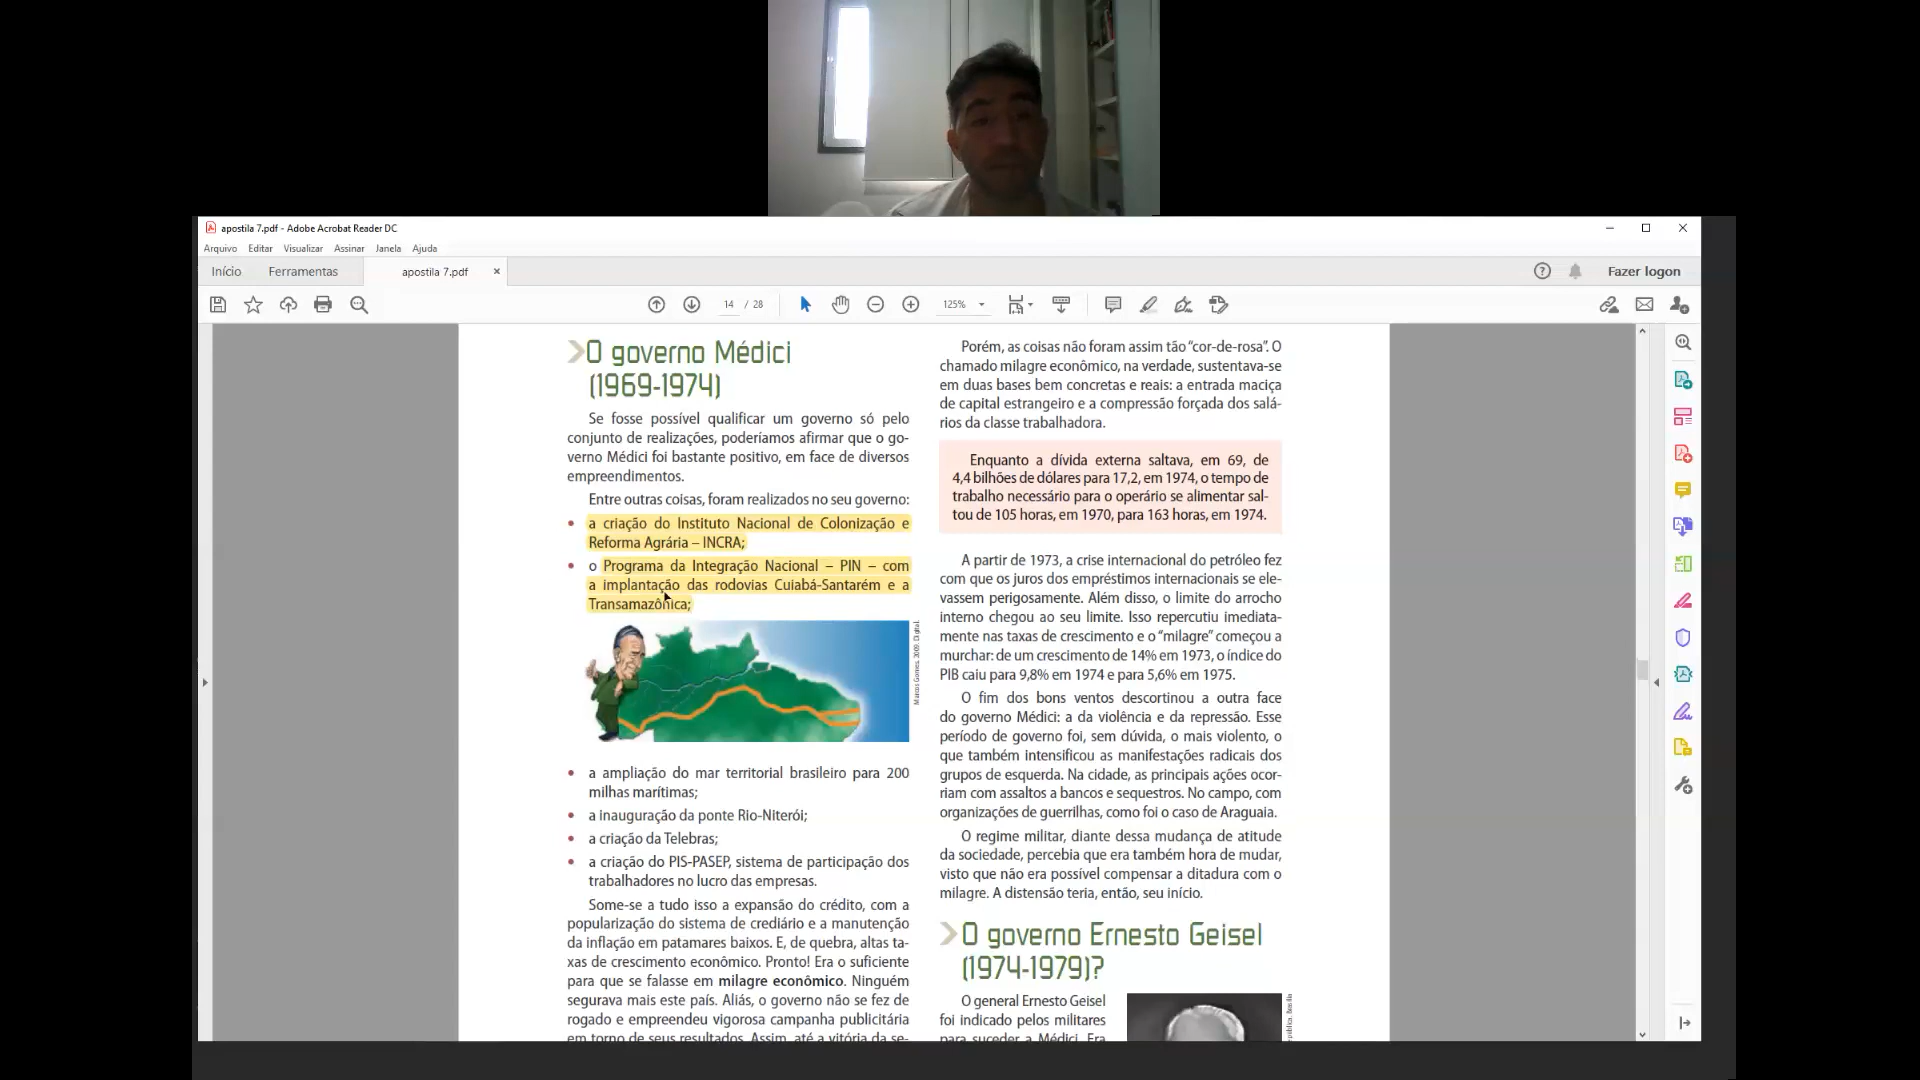 apostila 7.pdf - Adobe Acrobat Reader DC
Arquivo Editar Visualizar Assinar Janela Ajuda
Início Ferramentas apostila 7.pdf Fazer logon
14 / 28 125%
O governo Médici
(1969-1974)
Se fosse possível qualificar um governo só pelo
conjunto de realizações, poderíamos afirmar que o go-
verno Médici foi bastante positivo, em face de diversos
empreendimentos.
Entre outras coisas, foram realizados no seu governo:
• a criação do Instituto Nacional de Colonização e
Reforma Agrária – INCRA;
• o Programa da Integração Nacional – PIN – com
a implantação das rodovias Cuiabá-Santarém e a
Transamazônica;
Marcos Gomes. 2009. Digital.
• a ampliação do mar territorial brasileiro para 200
milhas marítimas;
• a inauguração da ponte Rio-Niterói;
• a criação da Telebras;
• a criação do PIS-PASEP, sistema de participação dos
trabalhadores no lucro das empresas.
Some-se a tudo isso a expansão do crédito, com a
popularização do sistema de crediário e a manutenção
da inflação em patamares baixos. E, de quebra, altas ta-
xas de crescimento econômico. Pronto! Era o suficiente
para que se falasse em milagre econômico. Ninguém
segurava mais este país. Aliás, o governo não se fez de
rogado e empreendeu vigorosa campanha publicitária
em torno de seus resultados. Assim, até a vitória da se-
Porém, as coisas não foram assim tão “cor-de-rosa”. O
chamado milagre econômico, na verdade, sustentava-se
em duas bases bem concretas e reais: a entrada maciça
de capital estrangeiro e a compressão forçada dos salá-
rios da classe trabalhadora.
Enquanto a dívida externa saltava, em 69, de
4,4 bilhões de dólares para 17,2, em 1974, o tempo de
trabalho necessário para o operário se alimentar sal-
tou de 105 horas, em 1970, para 163 horas, em 1974.
A partir de 1973, a crise internacional do petróleo fez
com que os juros dos empréstimos internacionais se ele-
vassem perigosamente. Além disso, o limite do arrocho
interno chegou ao seu limite. Isso repercutiu imediata-
mente nas taxas de crescimento e o “milagre” começou a
murchar: de um crescimento de 14% em 1973, o índice do
PIB caiu para 9,8% em 1974 e para 5,6% em 1975.
O fim dos bons ventos descortinou a outra face
do governo Médici: a da violência e da repressão. Esse
período de governo foi, sem dúvida, o mais violento, o
que também intensificou as manifestações radicais dos
grupos de esquerda. Na cidade, as principais ações ocor-
riam com assaltos a bancos e sequestros. No campo, com
organizações de guerrilhas, como foi o caso de Araguaia.
O regime militar, diante dessa mudança de atitude
da sociedade, percebia que era também hora de mudar,
visto que não era possível compensar a ditadura com o
milagre. A distensão teria, então, seu início.
O governo Ernesto Geisel
(1974-1979)?
O general Ernesto Geisel
foi indicado pelos militares
para suceder a Médici. Era